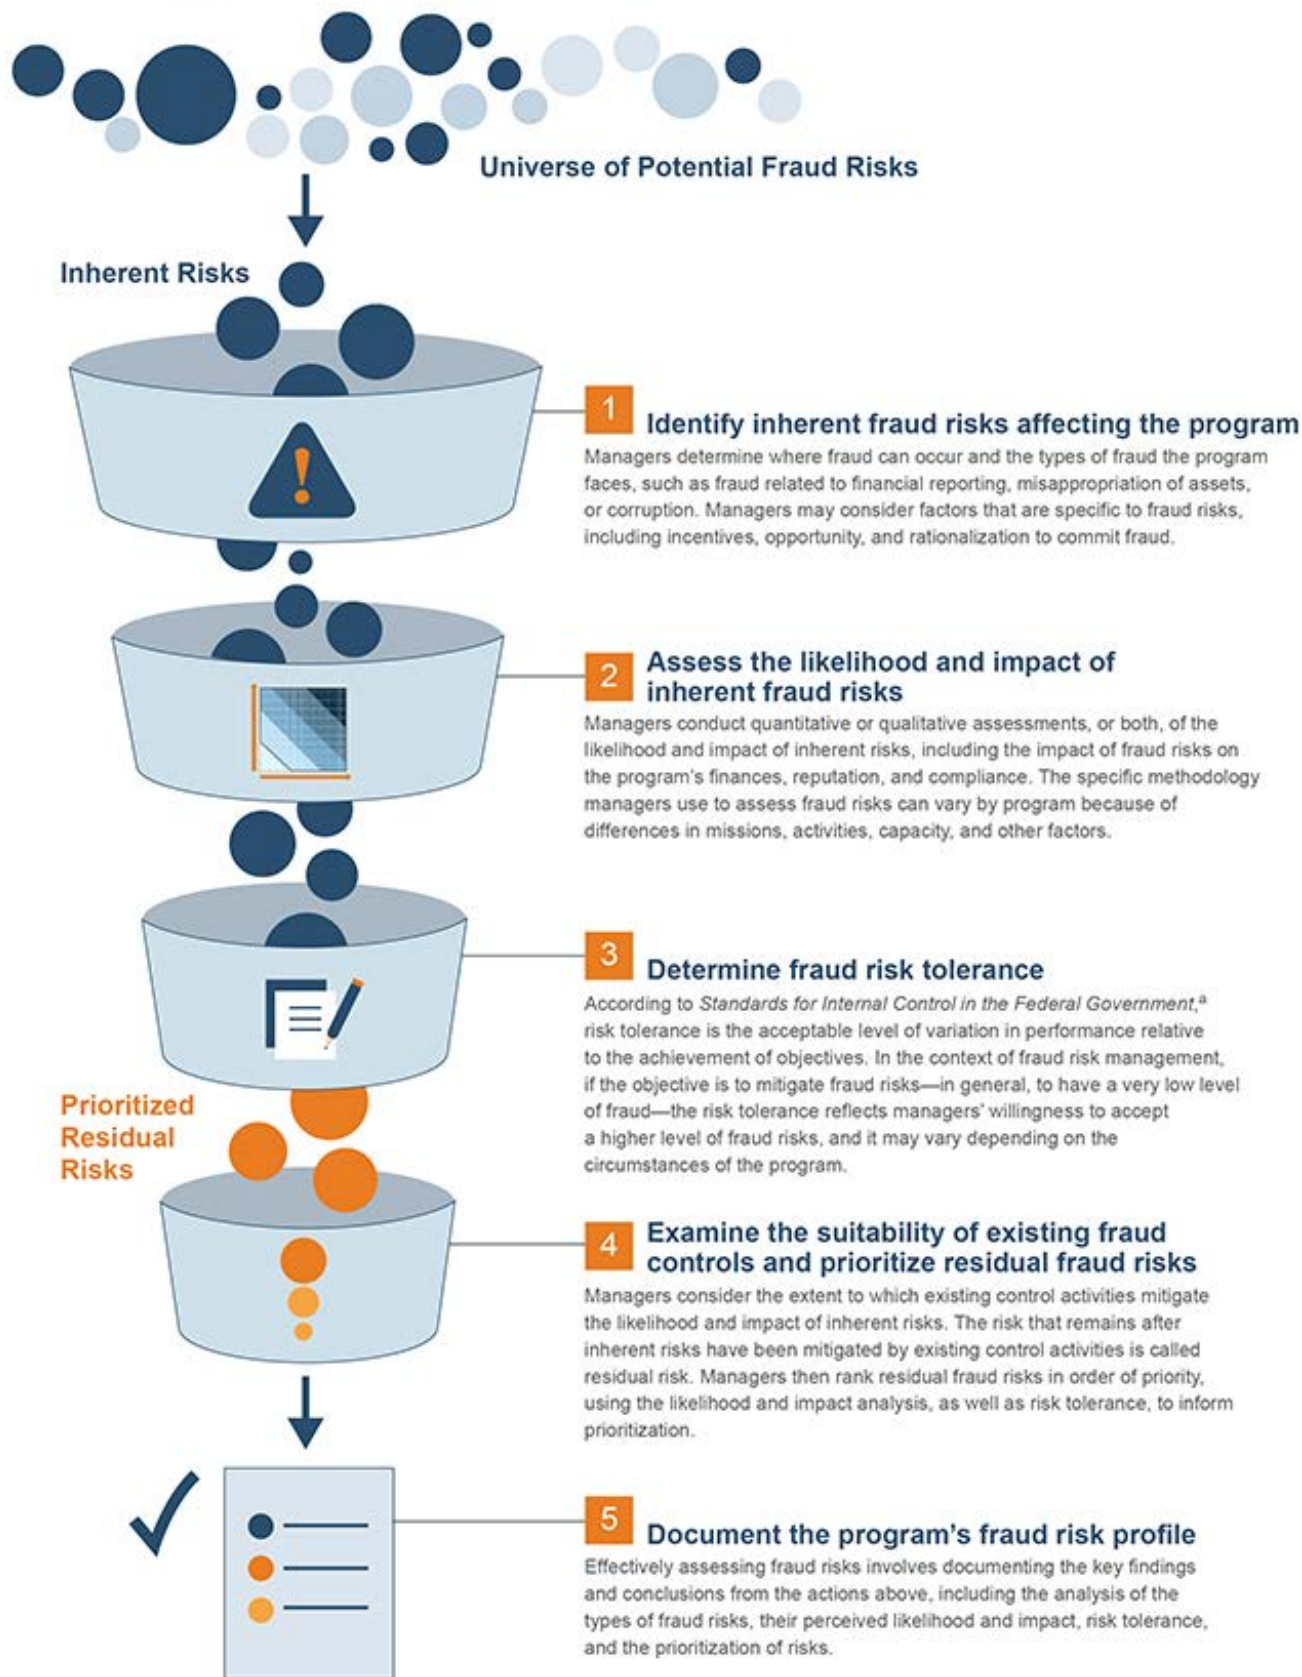 Universe of Potential Fraud Risks
Inherent Risks
1
Identify inherent fraud risks affecting the program
Managers determine where fraud can occur and the types of fraud the program
faces, such as fraud related to financial reporting, misappropriation of assets,
or corruption. Managers may consider factors that are specific to fraud risks,
including incentives, opportunity, and rationalization to commit fraud.
2
Assess the likelihood and impact of
inherent fraud risks
Managers conduct quantitative or qualitative assessments, or both, of the
likelihood and impact of inherent risks, including the impact of fraud risks on
the program's finances, reputation, and compliance. The specific methodology
managers use to assess fraud risks can vary by program because of
differences in missions, activities, capacity, and other factors.
3
Determine fraud risk tolerance
According to Standards for Internal Control in the Federal Government,ᵃ
risk tolerance is the acceptable level of variation in performance relative
to the achievement of objectives. In the context of fraud risk management,
if the objective is to mitigate fraud risks—in general, to have a very low level
of fraud—the risk tolerance reflects managers' willingness to accept
a higher level of fraud risks, and it may vary depending on the
circumstances of the program.
Prioritized
Residual
Risks
4
Examine the suitability of existing fraud
controls and prioritize residual fraud risks
Managers consider the extent to which existing control activities mitigate
the likelihood and impact of inherent risks. The risk that remains after
inherent risks have been mitigated by existing control activities is called
residual risk. Managers then rank residual fraud risks in order of priority,
using the likelihood and impact analysis, as well as risk tolerance, to inform
prioritization.
5
Document the program's fraud risk profile
Effectively assessing fraud risks involves documenting the key findings
and conclusions from the actions above, including the analysis of the
types of fraud risks, their perceived likelihood and impact, risk tolerance,
and the prioritization of risks.